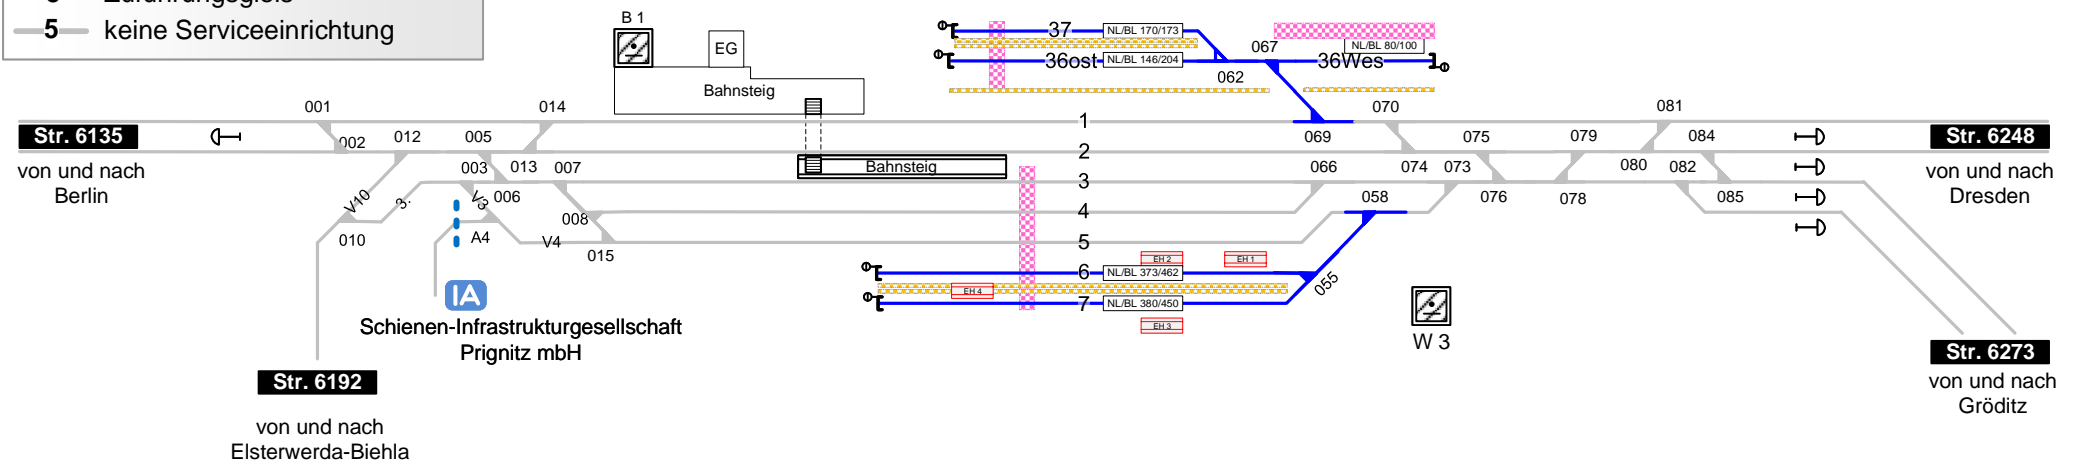 5 keine Serviceeinrichtung
B 1
EG
Bahnsteig
37
NL/BL 170/173
067
NL/BL 80/100
36ost
NL/BL 146/204
36Wes
062
001
014
070
081
Str. 6135
002
012
005
1
069
075
079
084
Str. 6248
von und nach
Berlin
003
013
007
Bahnsteig
2
066
074
073
080
082
von und nach
Dresden
V10
3.
V3
006
3
058
076
078
085
010
A4
008
4
V4
015
5
EH 2
EH 1
6
NL/BL 373/462
055
EH 4
7
NL/BL 380/450
IA
EH 3
Schienen-Infrastrukturgesellschaft
Prignitz mbH
W 3
Str. 6192
Str. 6273
von und nach
Elsterwerda-Biehla
von und nach
Gröditz